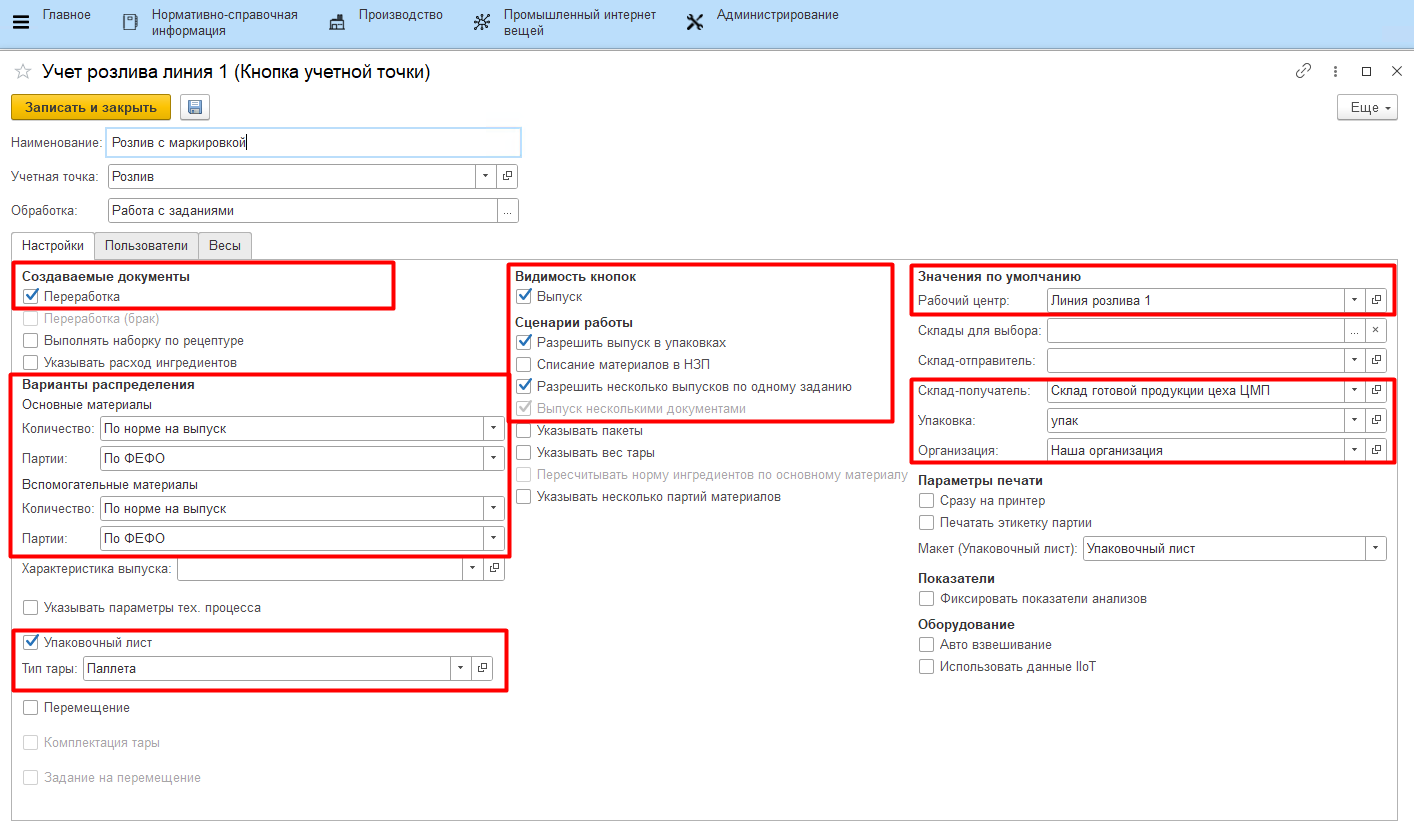 Главное
Нормативно-справочная
информация
Производство
Промышленный интернет
вещей
Администрирование
Учет розлива линия 1 (Кнопка учетной точки)
Записать и закрыть
Еще
Наименование: Розлив с маркировкой
Учетная точка: Розлив
Обработка: Работа с заданиями
...
Настройки Пользователи Весы
Создаваемые документы
Переработка
Переработка (брак)
Выполнять наборку по рецептуре
Указывать расход ингредиентов
Варианты распределения
Основные материалы
Количество: По норме на выпуск
Партии: По ФЕФО
Вспомогательные материалы
Количество: По норме на выпуск
Партии: По ФЕФО
Характеристика выпуска:
Указывать параметры тех. процесса
Упаковочный лист
Тип тары: Паллета
Перемещение
Комплектация тары
Задание на перемещение
Видимость кнопок
Выпуск
Сценарии работы
Разрешить выпуск в упаковках
Списание материалов в НЗП
Разрешить несколько выпусков по одному заданию
Выпуск несколькими документами
Указывать пакеты
Указывать вес тары
Пересчитывать норму ингредиентов по основному материалу
Указывать несколько партий материалов
Значения по умолчанию
Рабочий центр: Линия розлива 1
Склады для выбора: ...
Склад-отправитель:
Склад-получатель: Склад готовой продукции цеха ЦМП
Упаковка: упак
Организация: Наша организация
Параметры печати
Сразу на принтер
Печатать этикетку партии
Макет (Упаковочный лист): Упаковочный лист
Показатели
Фиксировать показатели анализов
Оборудование
Авто взвешивание
Использовать данные IIoT